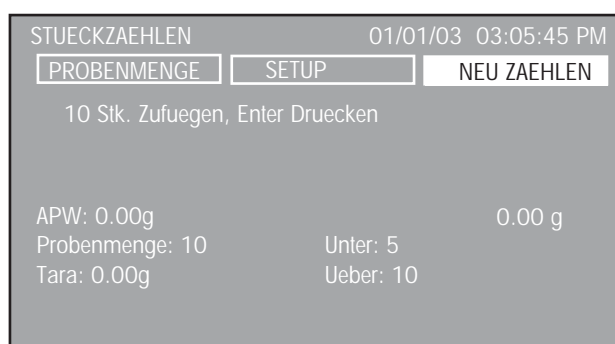 STUECKZAEHLEN 01/01/03 03:05:45 PM
PROBENMENGE SETUP NEU ZAEHLEN
10 Stk. Zufuegen, Enter Druecken
APW: 0.00g 0.00 g
Probenmenge: 10 Unter: 5
Tara: 0.00g Ueber: 10